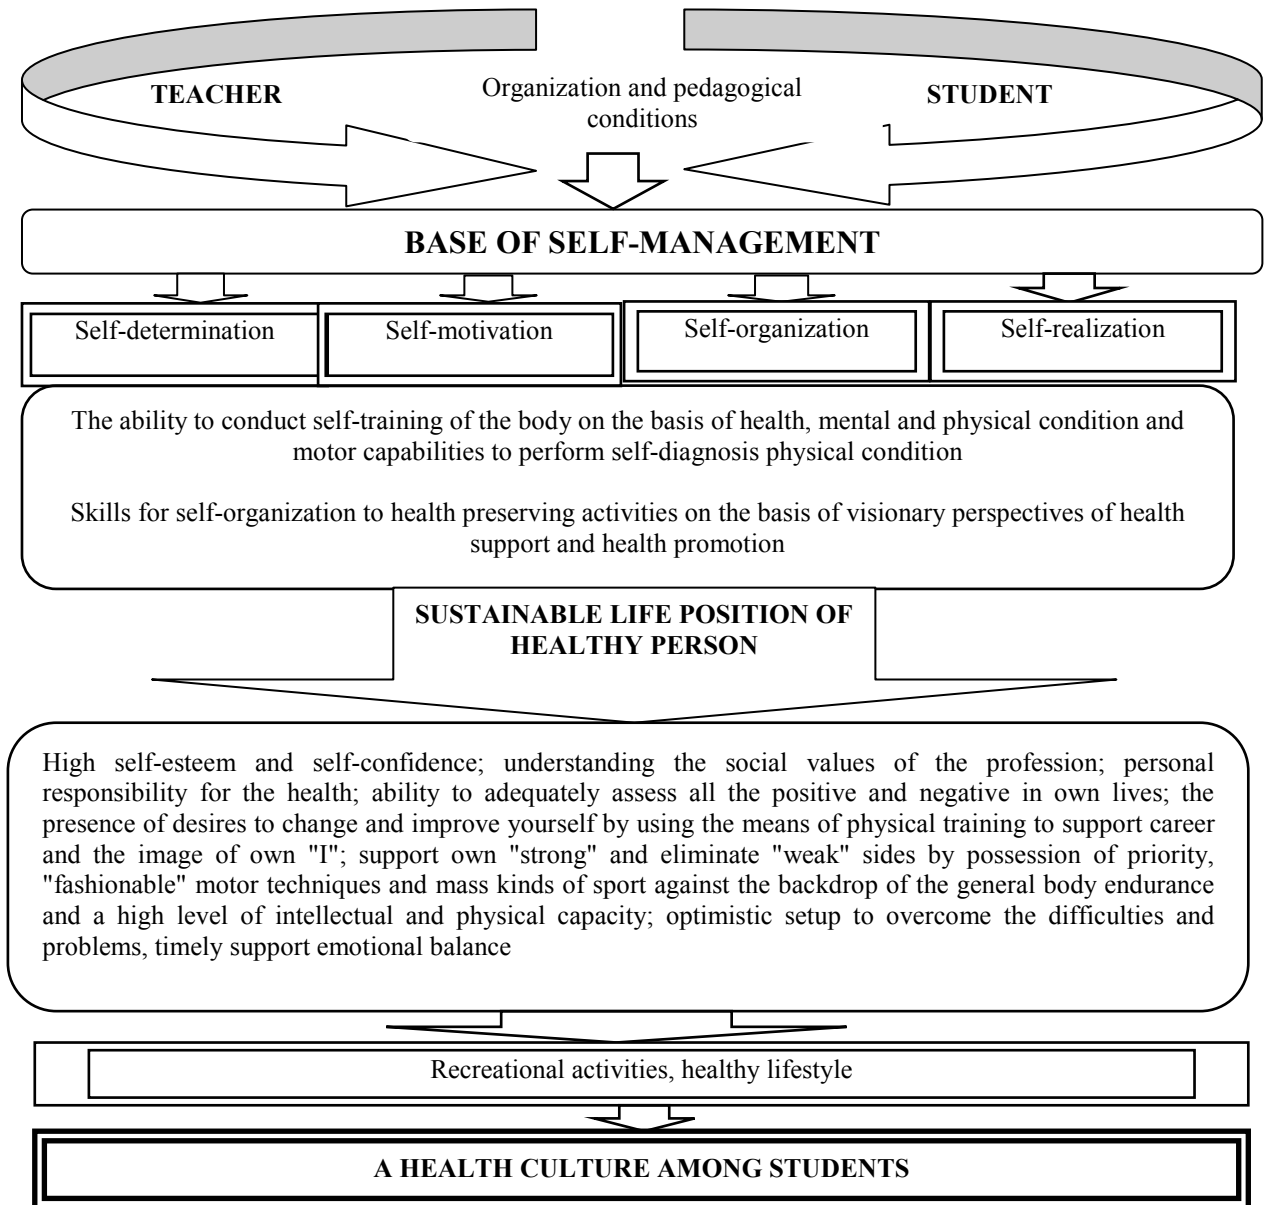 TEACHER
Organization and pedagogical
conditions
STUDENT
BASE OF SELF-MANAGEMENT
Self-determination
Self-motivation
Self-organization
Self-realization
The ability to conduct self-training of the body on the basis of health, mental and physical condition and
motor capabilities to perform self-diagnosis physical condition
Skills for self-organization to health preserving activities on the basis of visionary perspectives of health
support and health promotion
SUSTAINABLE LIFE POSITION OF
HEALTHY PERSON
High self-esteem and self-confidence; understanding the social values of the profession; personal
responsibility for the health; ability to adequately assess all the positive and negative in own lives; the
presence of desires to change and improve yourself by using the means of physical training to support career
and the image of own "I"; support own "strong" and eliminate "weak" sides by possession of priority,
"fashionable" motor techniques and mass kinds of sport against the backdrop of the general body endurance
and a high level of intellectual and physical capacity; optimistic setup to overcome the difficulties and
problems, timely support emotional balance
Recreational activities, healthy lifestyle
A HEALTH CULTURE AMONG STUDENTS